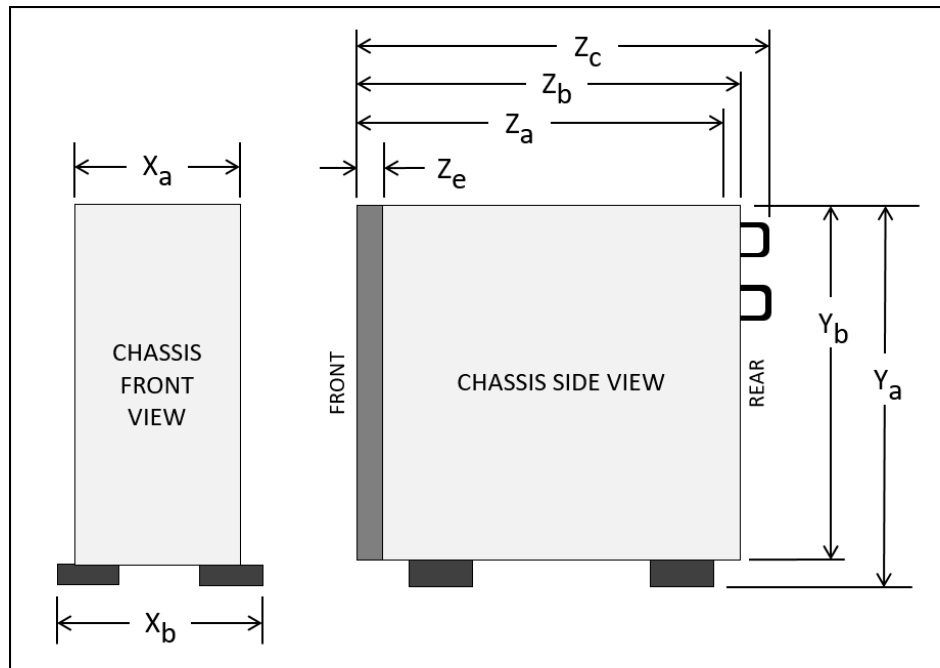 Zc
Zb
Za
Xa
Ze
CHASSIS
FRONT
VIEW
FRONT
CHASSIS SIDE VIEW
REAR
Yb
Ya
Xb